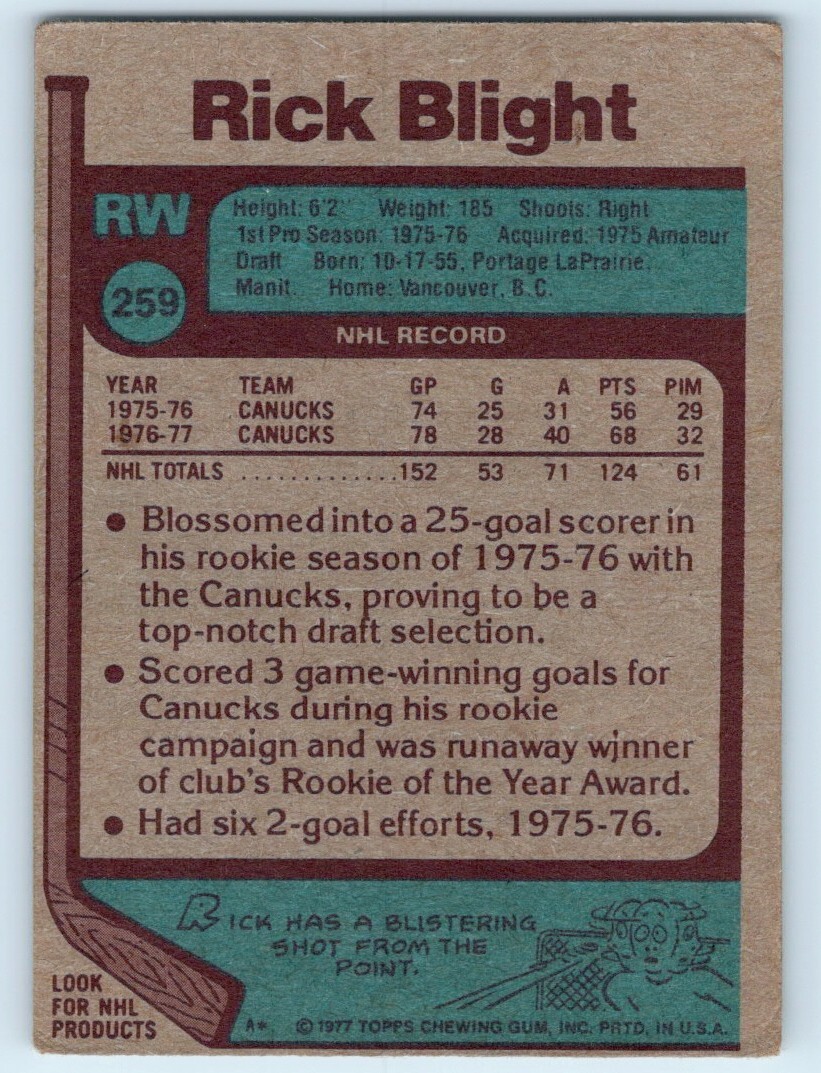 Rick Blight
RW
Height: 6'2" Weight: 185 Shoots: Right
1st Pro Season: 1975-76 Acquired: 1975 Amateur
Draft Born: 10-17-55, Portage LaPrairie,
Manit. Home: Vancouver, B.C.
259
NHL RECORD
YEAR TEAM GP G A PTS PIM
1975-76 CANUCKS 74 25 31 56 29
1976-77 CANUCKS 78 28 40 68 32
NHL TOTALS .............152 53 71 124 61
● Blossomed into a 25-goal scorer in
his rookie season of 1975-76 with
the Canucks, proving to be a
top-notch draft selection.
● Scored 3 game-winning goals for
Canucks during his rookie
campaign and was runaway winner
of club's Rookie of the Year Award.
● Had six 2-goal efforts, 1975-76.
RICK HAS A BLISTERING
SHOT FROM THE
POINT.
LOOK
FOR NHL
PRODUCTS
A* © 1977 TOPPS CHEWING GUM, INC. PRTD. IN U.S.A.